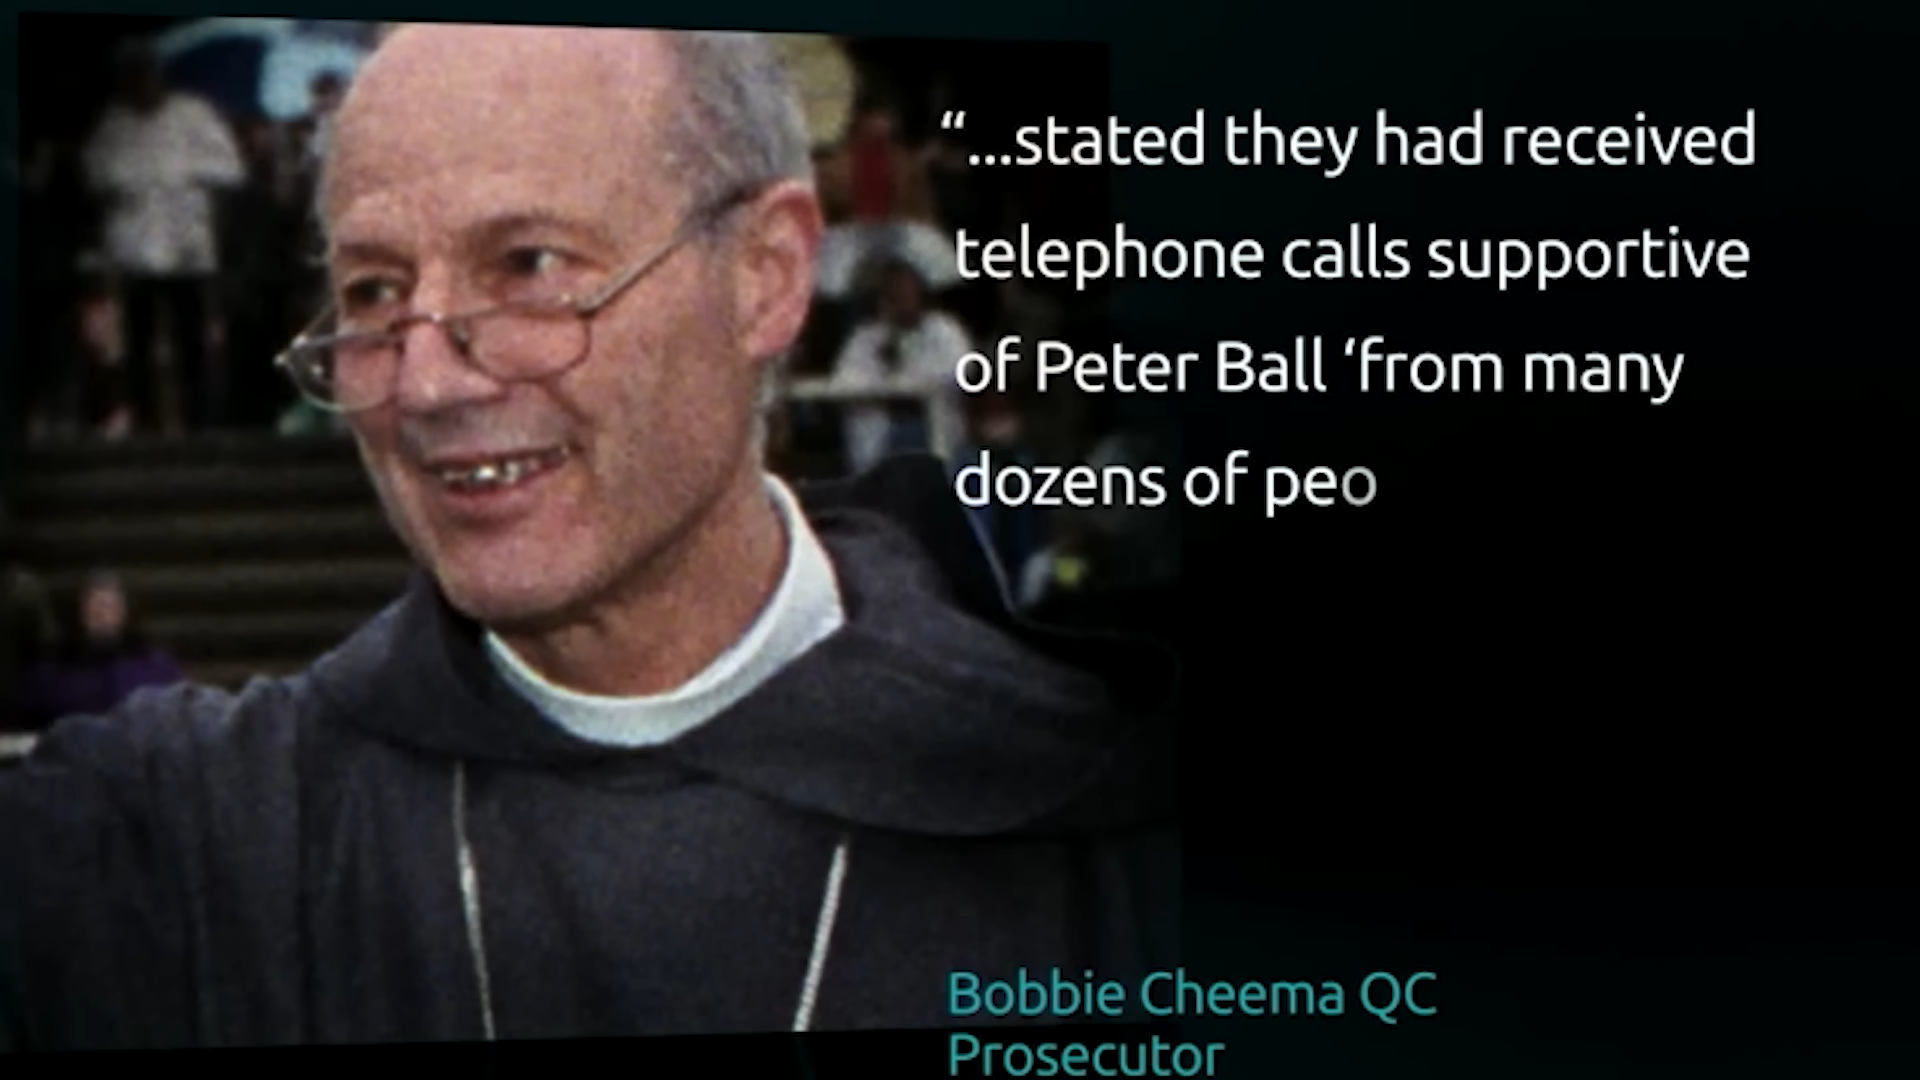 “...stated they had received
telephone calls supportive
of Peter Ball ‘from many
dozens of peo
Bobbie Cheema QC
Prosecutor